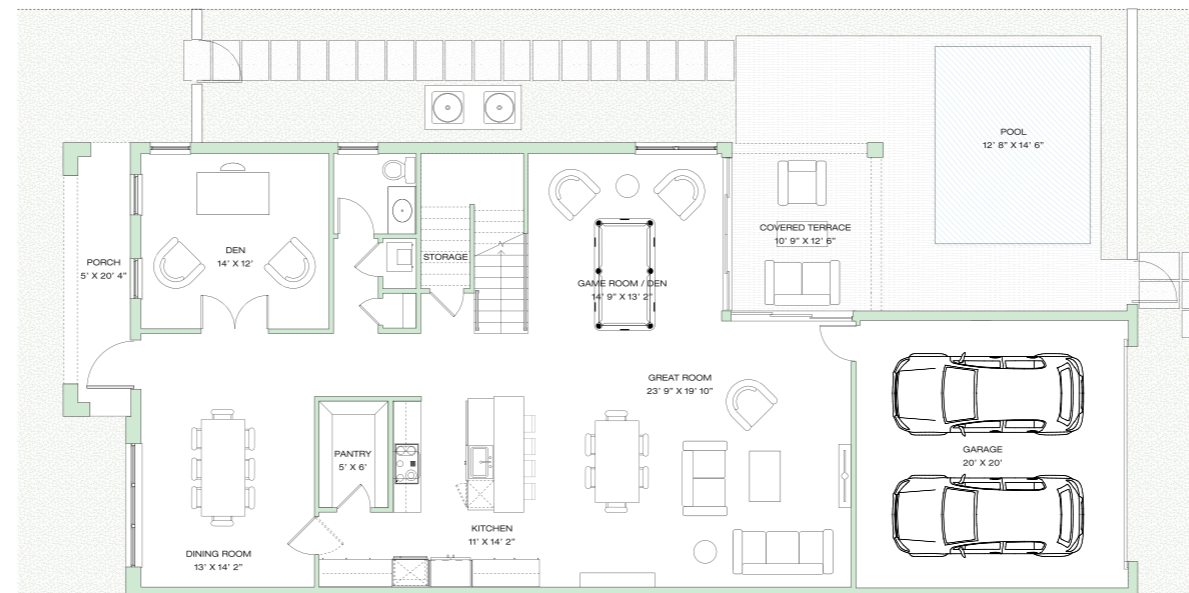 POOL
12' 8" X 14' 6"
COVERED TERRACE
10' 9" X 12' 6"
DEN
14' X 12'
PORCH
5' X 20' 4"
STORAGE
GAME ROOM / DEN
14' 9" X 13' 2"
GREAT ROOM
23' 9" X 19' 10"
GARAGE
20' X 20'
PANTRY
5' X 6'
KITCHEN
11' X 14' 2"
DINING ROOM
13' X 14' 2"